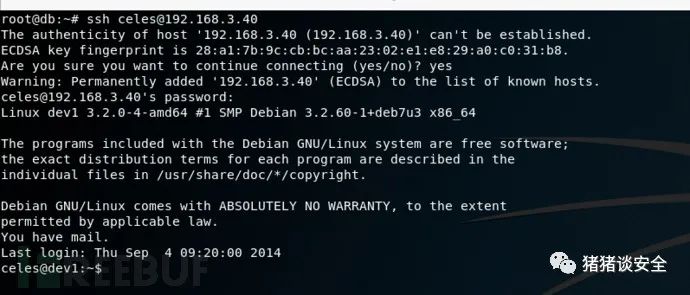 root@db:~# ssh celes@192.168.3.40
The authenticity of host '192.168.3.40 (192.168.3.40)' can't be established.
ECDSA key fingerprint is 28:a1:7b:9c:cb:bc:aa:23:02:e1:e8:29:a0:c0:31:b8.
Are you sure you want to continue connecting (yes/no)? yes
Warning: Permanently added '192.168.3.40' (ECDSA) to the list of known hosts.
celes@192.168.3.40's password:
Linux dev1 3.2.0-4-amd64 #1 SMP Debian 3.2.60-1+deb7u3 x86_64
The programs included with the Debian GNU/Linux system are free software;
the exact distribution terms for each program are described in the
individual files in /usr/share/doc/*/copyright.
Debian GNU/Linux comes with ABSOLUTELY NO WARRANTY, to the extent
permitted by applicable law.
You have mail.
Last login: Thu Sep  4 09:20:00 2014
celes@dev1:~$
REEBUF
猪猪谈安全